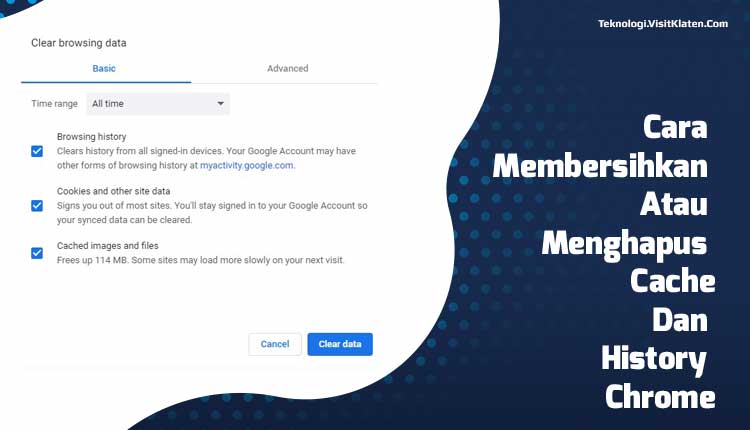 Teknologi.VisitKlaten.Com
Clear browsing data
Basic
Advanced
Time range
All time
Browsing history
Clears history from all signed-in devices. Your Google Account may have
other forms of browsing history at myactivity.google.com.
Cookies and other site data
Signs you out of most sites. You'll stay signed in to your Google Account so
your synced data can be cleared.
Cached images and files
Frees up 114 MB. Some sites may load more slowly on your next visit.
Cancel
Clear data
Cara
Membersihkan
Atau
Menghapus
Cache
Dan
History
Chrome